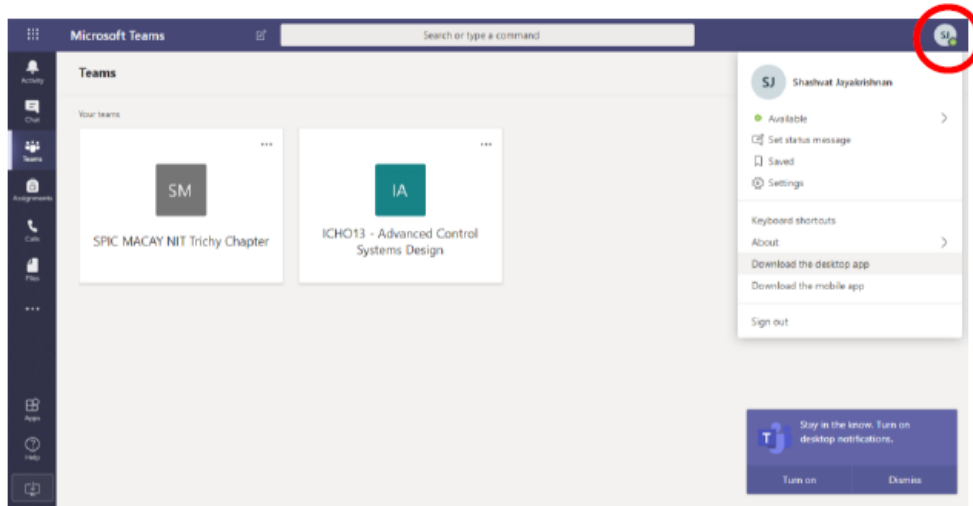 Microsoft Teams
Search or type a command
SJ
Activity
Chat
Teams
Assignments
Calls
Files
Apps
Help
Teams
Your teams
SM
SPIC MACAY NIT Trichy Chapter
IA
ICHO13 - Advanced Control
Systems Design
SJ
Shashwat Jayakrishnan
Available
Set status message
Saved
Settings
Keyboard shortcuts
About
Download the desktop app
Download the mobile app
Sign out
T
Stay in the know. Turn on
desktop notifications.
Turn on
Dismiss